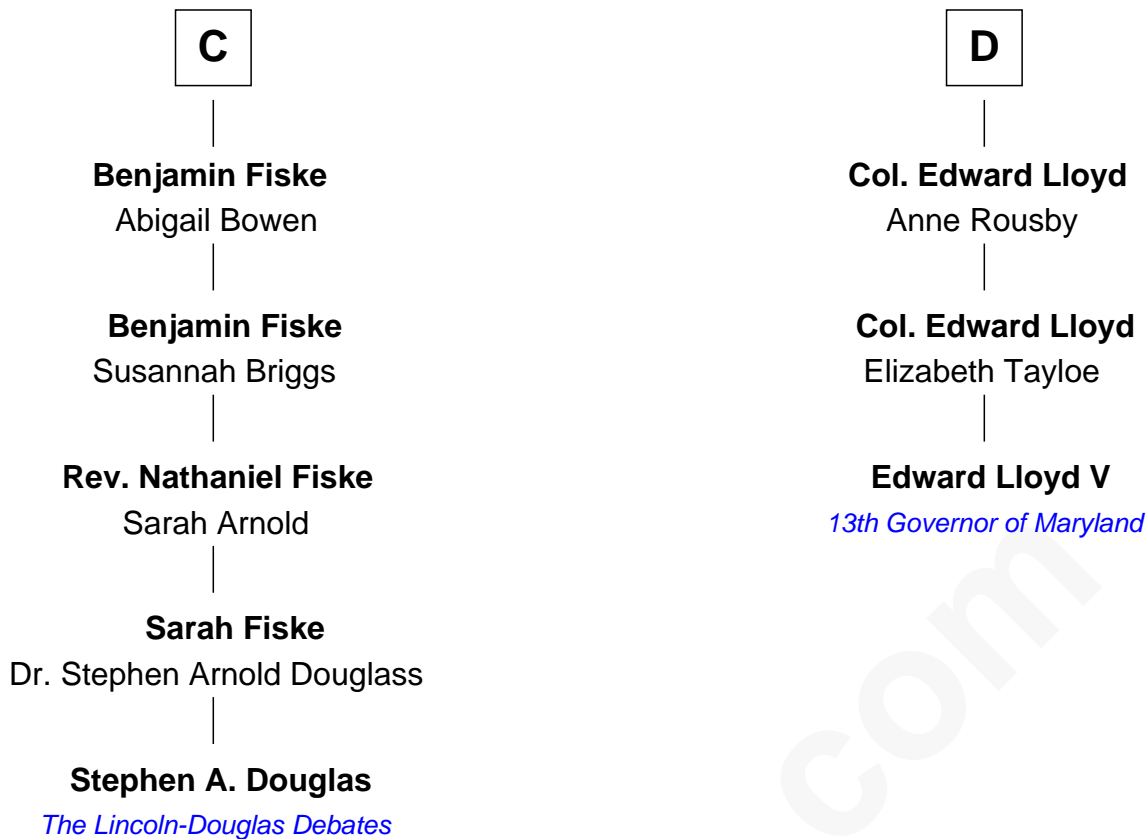 C
Benjamin Fiske
Abigail Bowen
Benjamin Fiske
Susannah Briggs
Rev. Nathaniel Fiske
Sarah Arnold
Sarah Fiske
Dr. Stephen Arnold Douglass
Stephen A. Douglas
The Lincoln-Douglas Debates
D
Col. Edward Lloyd
Anne Rousby
Col. Edward Lloyd
Elizabeth Tayloe
Edward Lloyd V
13th Governor of Maryland
com